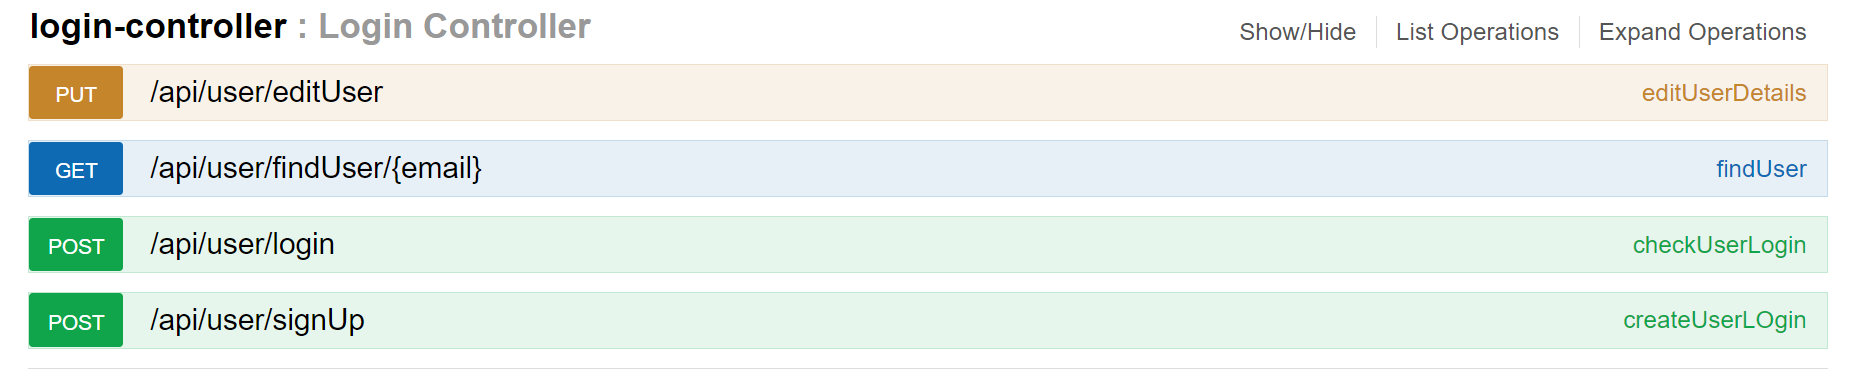 login-controller : Login Controller Show/Hide List Operations Expand Operations
PUT /api/user/editUser editUserDetails
GET /api/user/findUser/{email} findUser
POST /api/user/login checkUserLogin
POST /api/user/signUp createUserLOgin